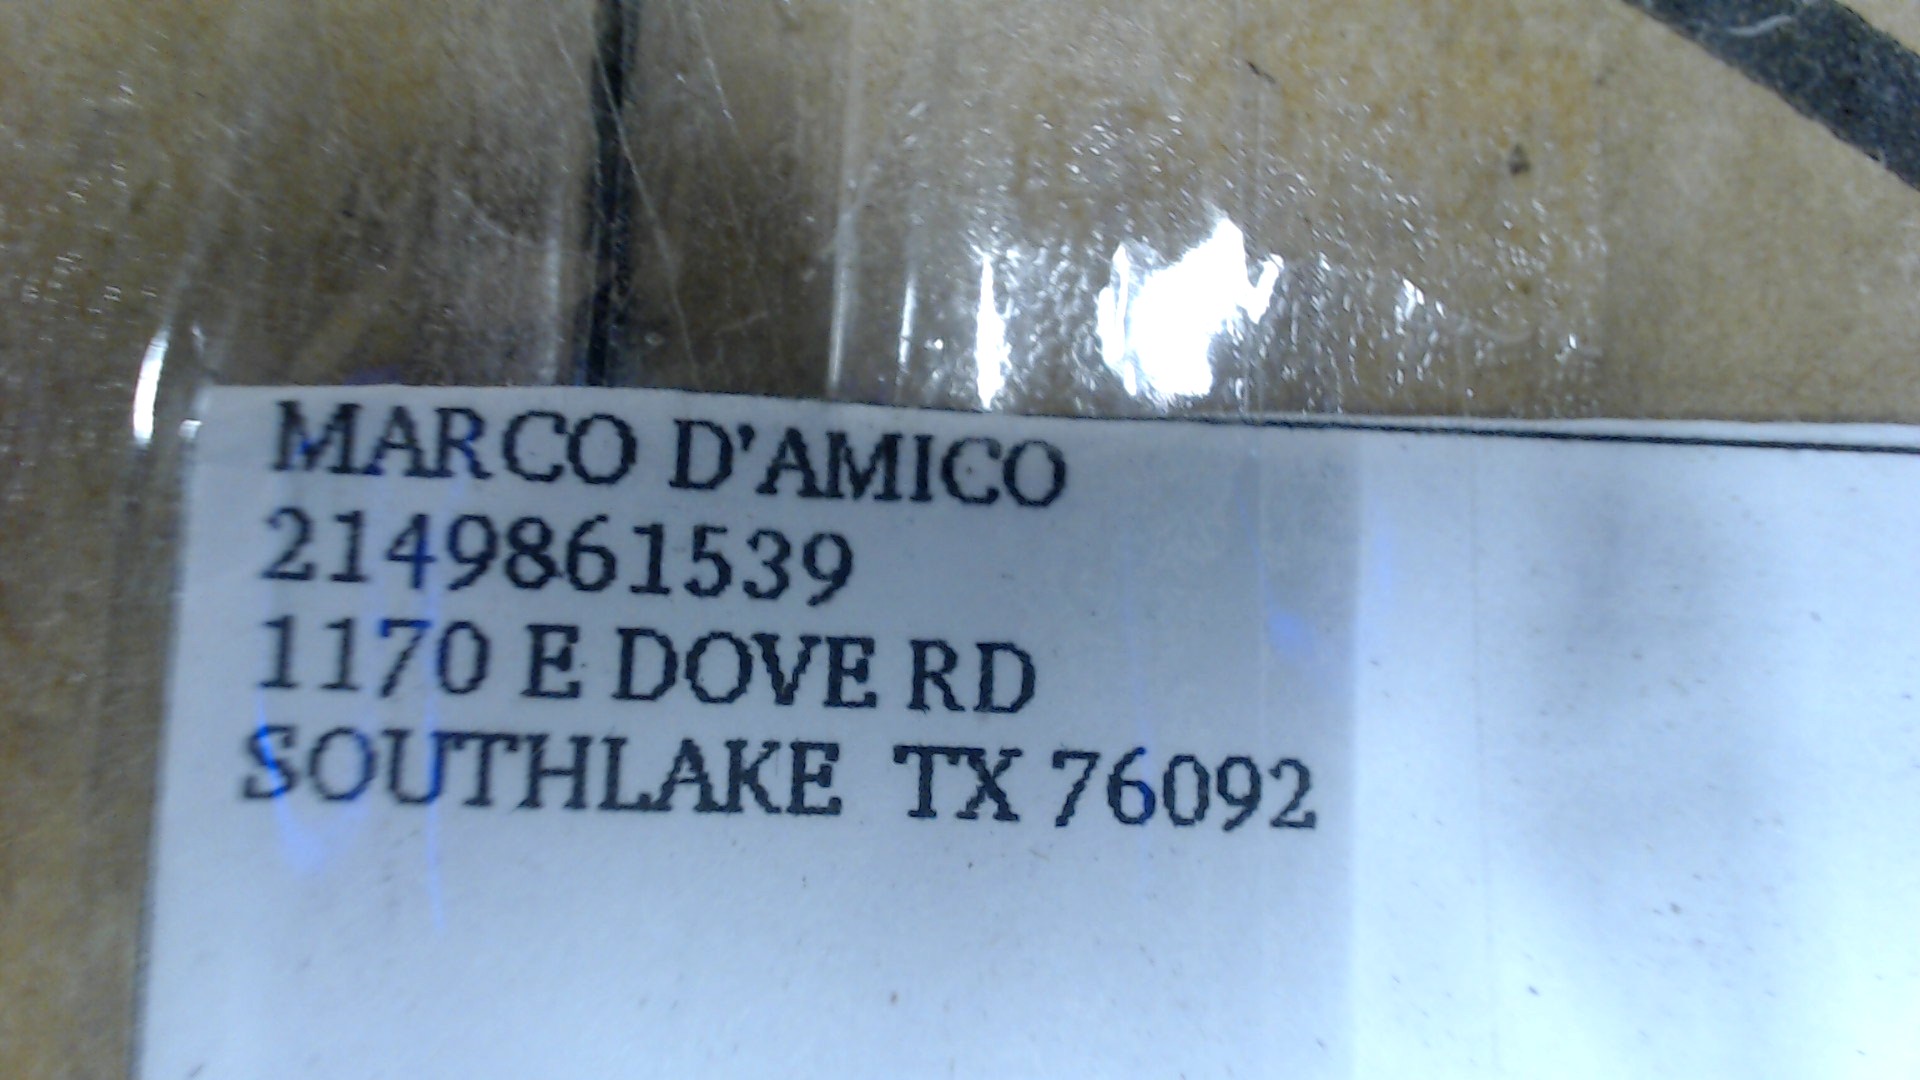 MARCO D'AMICO
2149861539
1170 E DOVE RD
SOUTHLAKE TX 76092